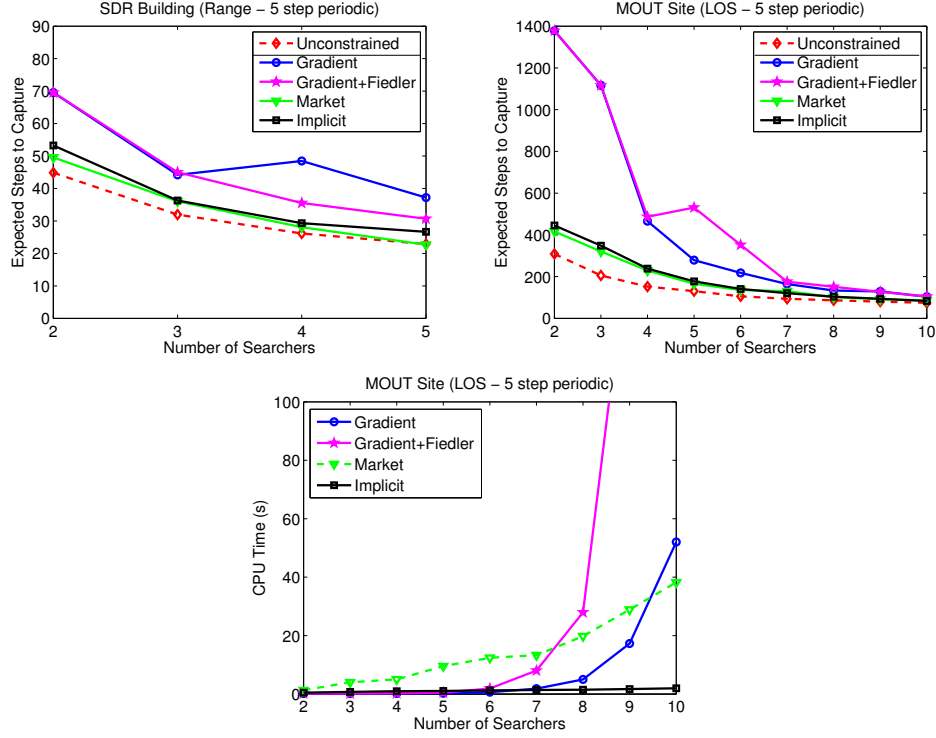 SDR Building (Range − 5 step periodic)
90
80
70
60
50
40
30
20
10
0
2
3
4
5
Expected Steps to Capture
Number of Searchers
Unconstrained
Gradient
Gradient+Fiedler
Market
Implicit
MOUT Site (LOS − 5 step periodic)
1400
1200
1000
800
600
400
200
0
2
3
4
5
6
7
8
9
10
Expected Steps to Capture
Number of Searchers
Unconstrained
Gradient
Gradient+Fiedler
Market
Implicit
MOUT Site (LOS − 5 step periodic)
100
80
60
40
20
0
2
3
4
5
6
7
8
9
10
CPU Time (s)
Number of Searchers
Gradient
Gradient+Fiedler
Market
Implicit